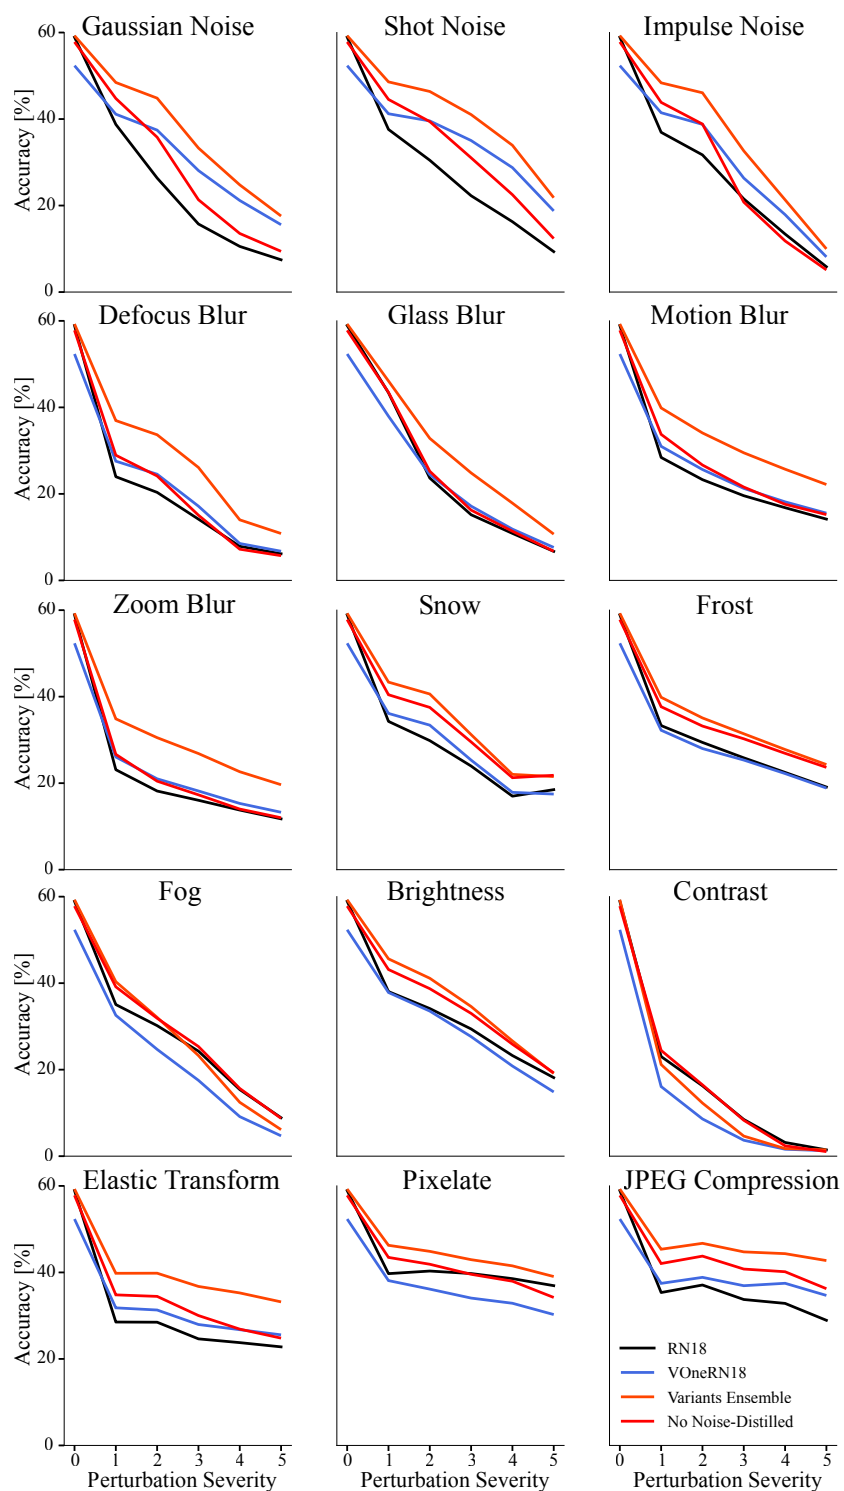 Gaussian Noise Shot Noise Impulse Noise
60
40
20
0
Accuracy [%]
Defocus Blur Glass Blur Motion Blur
60
40
20
0
Accuracy [%]
Zoom Blur Snow Frost
60
40
20
0
Accuracy [%]
Fog Brightness Contrast
60
40
20
0
Accuracy [%]
Elastic Transform Pixelate JPEG Compression
60
40
20
0
Accuracy [%]
RN18
VOneRN18
Variants Ensemble
No Noise-Distilled
0 1 2 3 4 5 0 1 2 3 4 5 0 1 2 3 4 5
Perturbation Severity Perturbation Severity Perturbation Severity